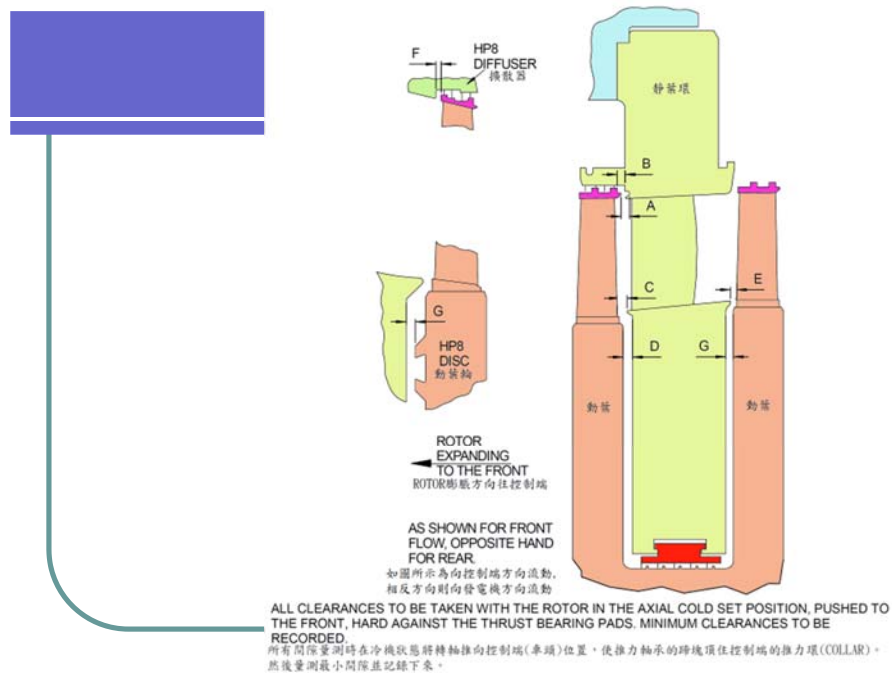 F
HP8
DIFFUSER
擴散器
靜葉環
B
A
C
E
G
D
G
HP8
DISC
動葉輪
動葉
動葉
ROTOR
EXPANDING
TO THE FRONT
ROTOR膨脹方向往控制端
AS SHOWN FOR FRONT
FLOW, OPPOSITE HAND
FOR REAR.
如圖所示為向控制端方向流動,
相反方向則向發電機方向流動
ALL CLEARANCES TO BE TAKEN WITH THE ROTOR IN THE AXIAL COLD SET POSITION, PUSHED TO
THE FRONT, HARD AGAINST THE THRUST BEARING PADS. MINIMUM CLEARANCES TO BE
RECORDED.
所有間隙量測時在冷機狀態將轉軸推向控制端(車頭)位置，使推力軸承的蹄塊頂住控制端的推力環(COLLAR)。
然後量測最小間隙並記錄下來。